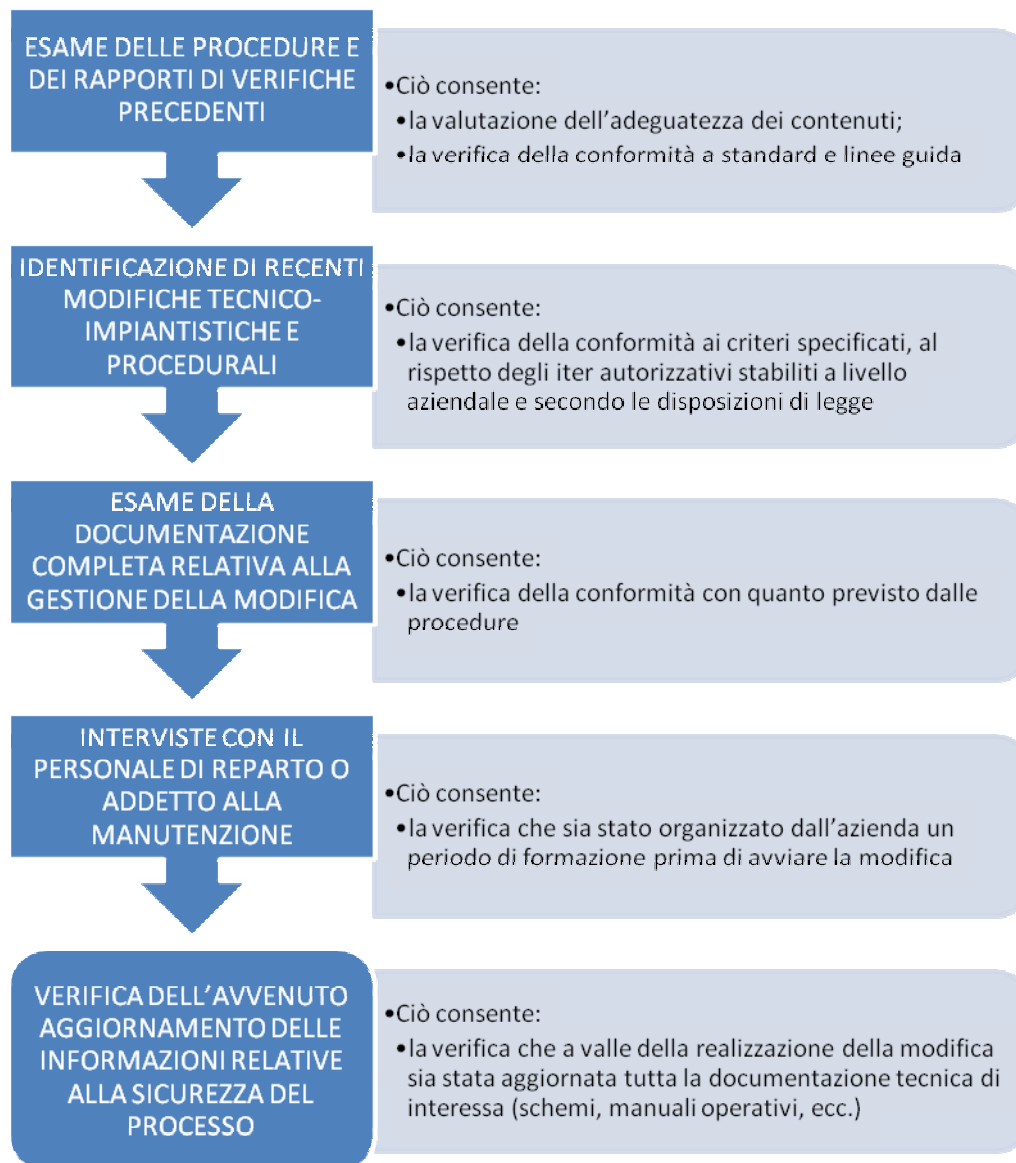 ESAME DELLE PROCEDURE E
DEI RAPPORTI DI VERIFICHE
PRECEDENTI
•Ciò consente:
•la valutazione dell'adeguatezza dei contenuti;
•la verifica della conformità a standard e linee guida
IDENTIFICAZIONE DI RECENTI
MODIFICHE TECNICO-
IMPIANTISTICHE E
PROCEDURALI
•Ciò consente:
•la verifica della conformità ai criteri specificati, al
rispetto degli iter autorizzativi stabiliti a livello
aziendale e secondo le disposizioni di legge
ESAME DELLA
DOCUMENTAZIONE
COMPLETA RELATIVA ALLA
GESTIONE DELLA MODIFICA
•Ciò consente:
•la verifica della conformità con quanto previsto dalle
procedure
INTERVISTE CON IL
PERSONALE DI REPARTO O
ADDETTO ALLA
MANUTENZIONE
•Ciò consente:
•la verifica che sia stato organizzato dall'azienda un
periodo di formazione prima di avviare la modifica
VERIFICA DELL'AVVENUTO
AGGIORNAMENTO DELLE
INFORMAZIONI RELATIVE
ALLA SICUREZZA DEL
PROCESSO
•Ciò consente:
•la verifica che a valle della realizzazione della modifica
sia stata aggiornata tutta la documentazione tecnica di
interessa (schemi, manuali operativi, ecc.)